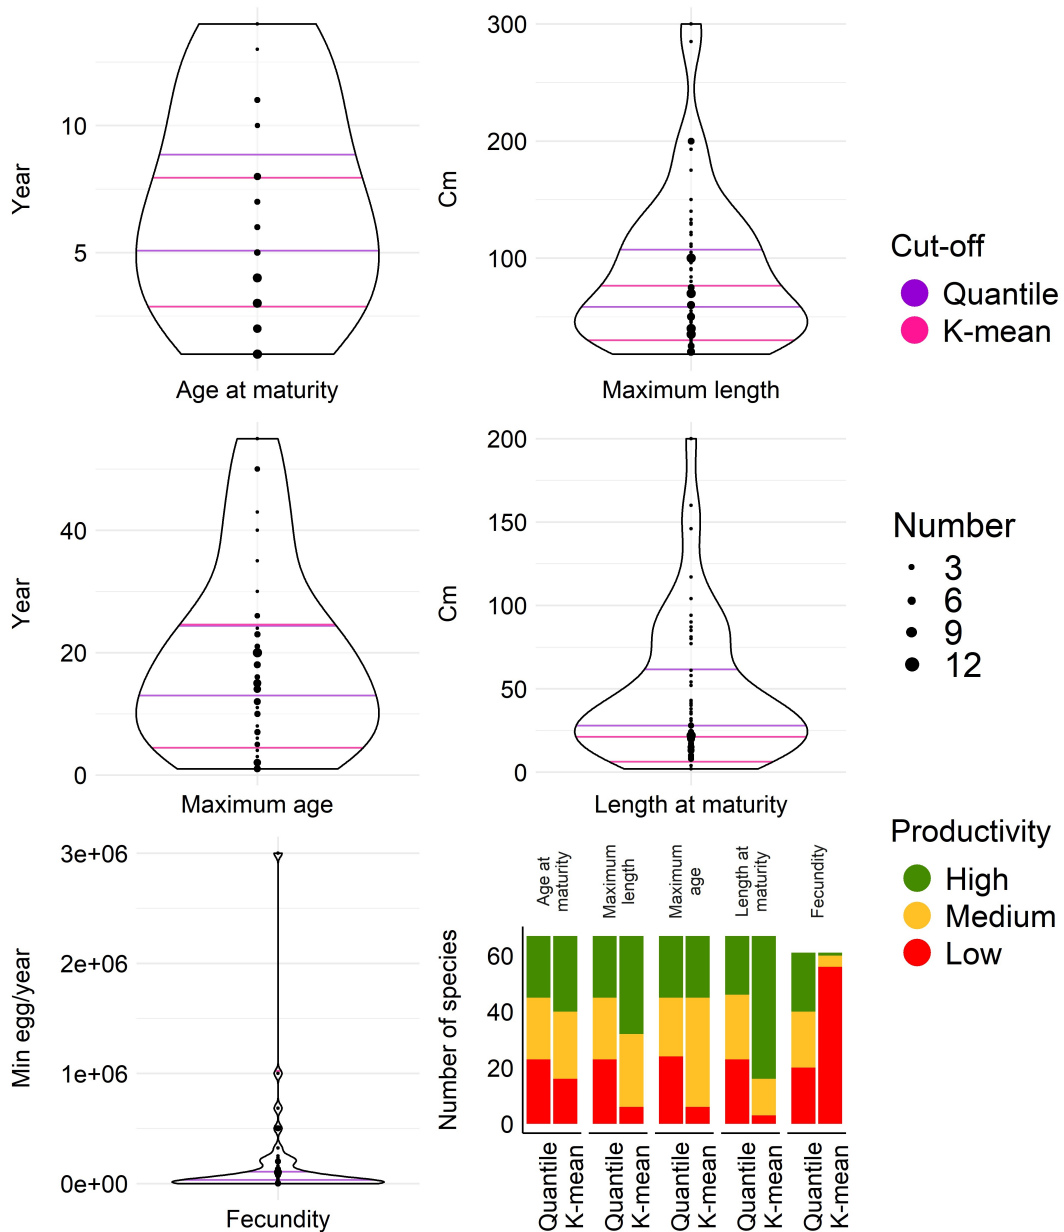 Year
10
5
Age at maturity
Cm
300
200
100
Maximum length
Cut-off
Quantile
K-mean
Year
40
20
0
Maximum age
Cm
200
150
100
50
0
Length at maturity
Number
3
6
9
12
Min egg/year
3e+06
2e+06
1e+06
0e+00
Fecundity
Number of species
60
40
20
0
Age at
maturity
Maximum
length
Maximum
age
Length at
maturity
Fecundity
Quantile
K-mean
Quantile
K-mean
Quantile
K-mean
Quantile
K-mean
Quantile
K-mean
Productivity
High
Medium
Low